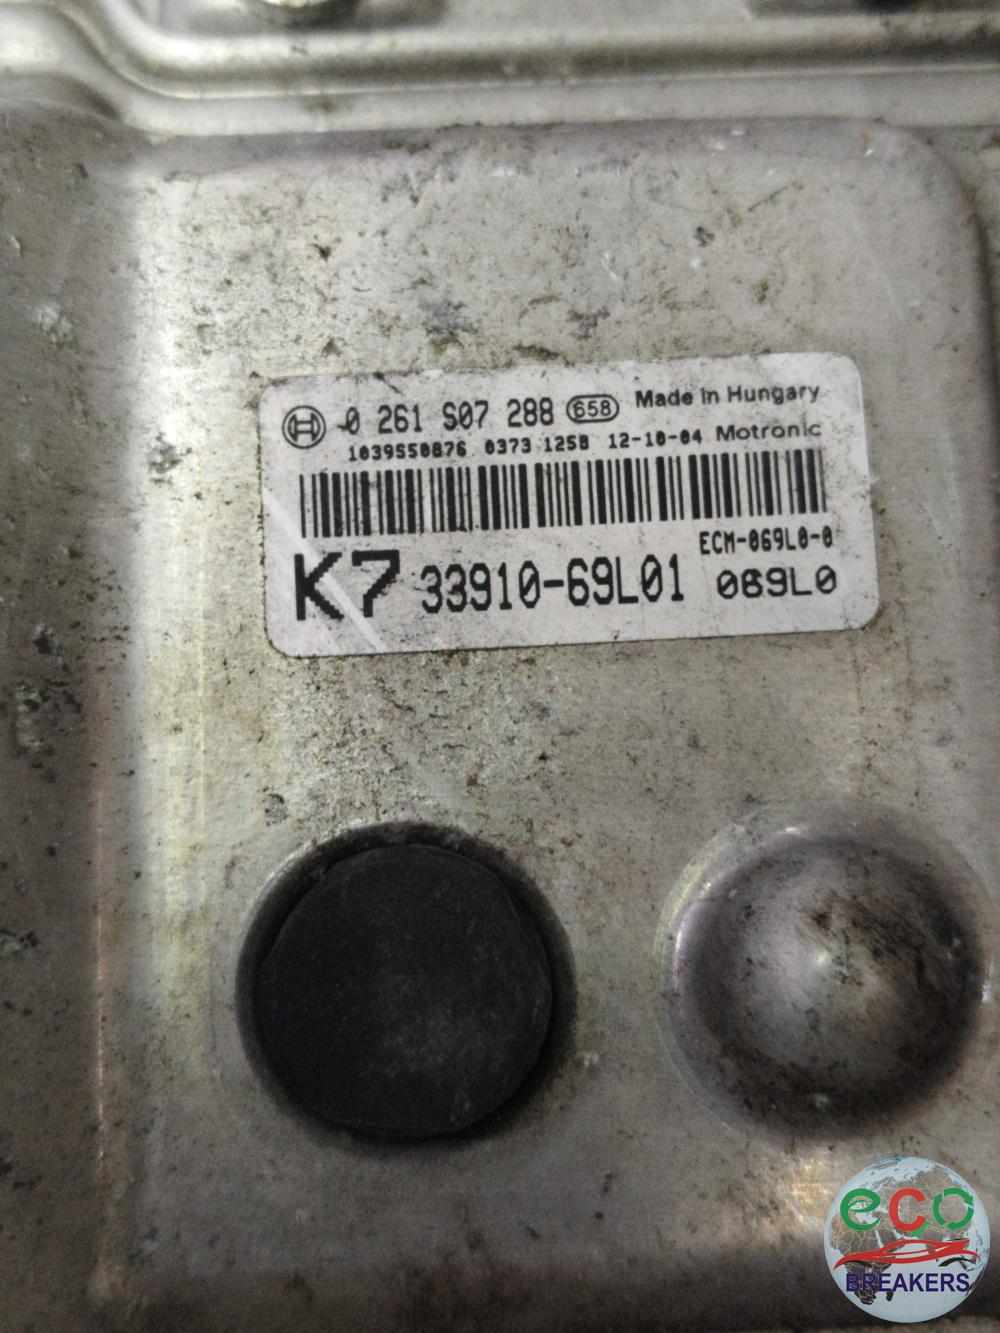 0 261 S07 288 658 Made in Hungary
1039S50876 0373 1258 12-10-04 Motronic
ECM-069L0-0
K7 33910-69L01 069L0
eco
BREAKERS